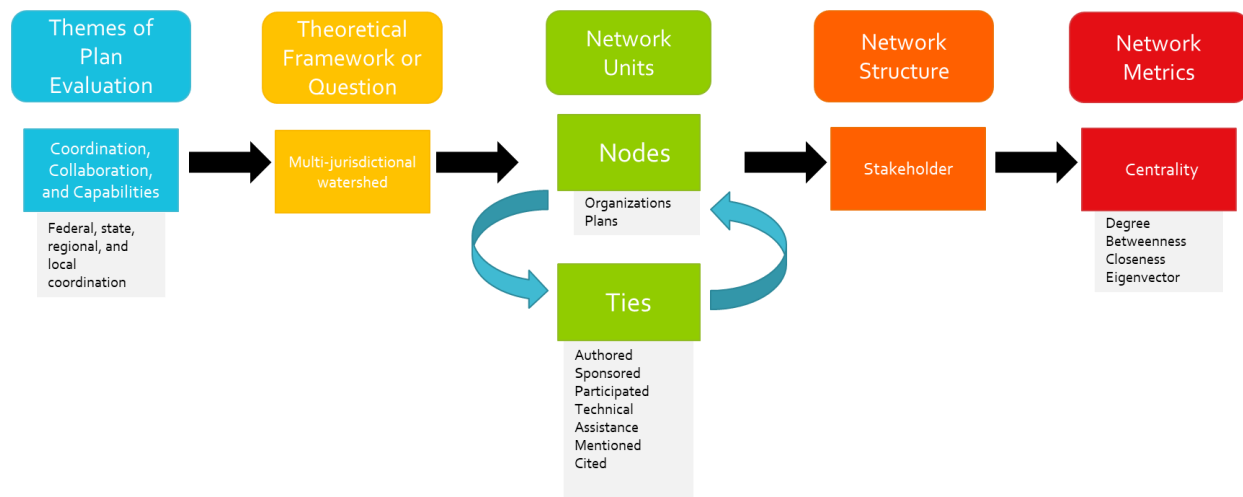 Themes of
Plan
Evaluation
Theoretical
Framework or
Question
Network
Units
Network
Structure
Network
Metrics
Coordination,
Collaboration,
and Capabilities
Federal, state,
regional, and
local
coordination
Multi-jurisdictional
watershed
Nodes
Organizations
Plans
Ties
Authored
Sponsored
Participated
Technical
Assistance
Mentioned
Cited
Stakeholder
Centrality
Degree
Betweenness
Closeness
Eigenvector